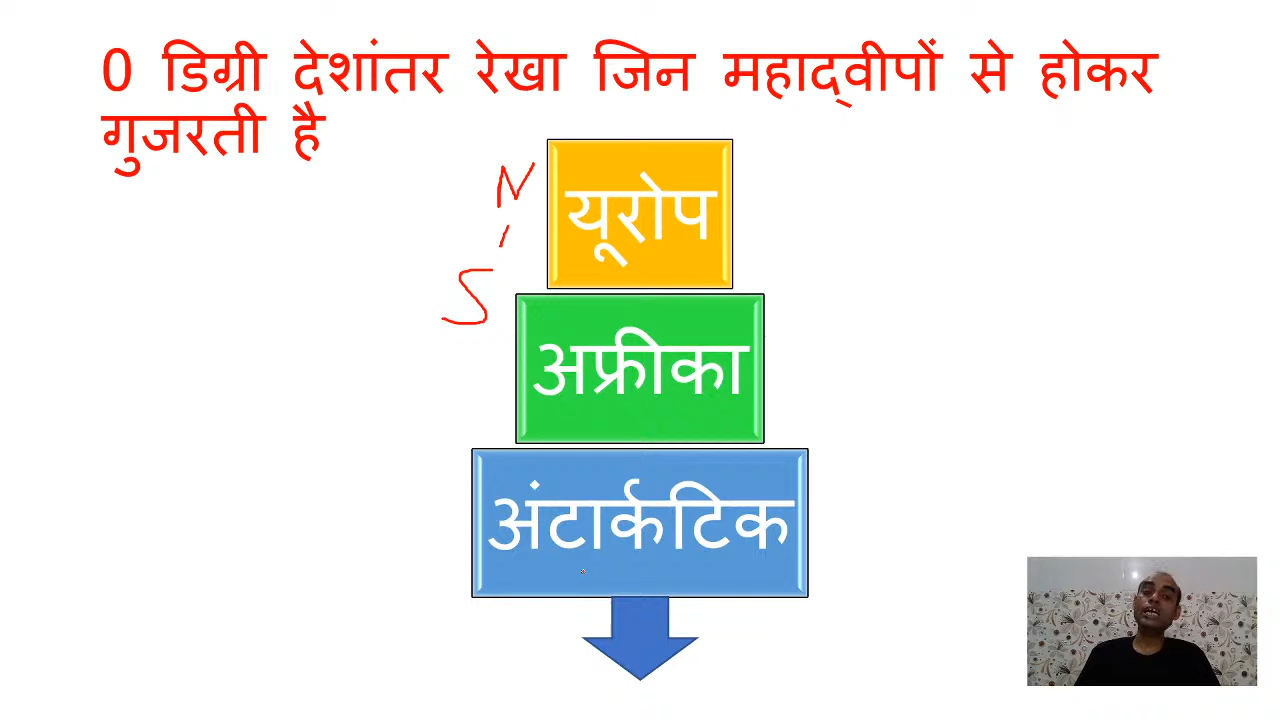 0 डिग्री देशांतर रेखा जिन महाद्वीपों से होकर
गुजरती है
N
S
यूरोप
अफ्रीका
अंटार्कटिक